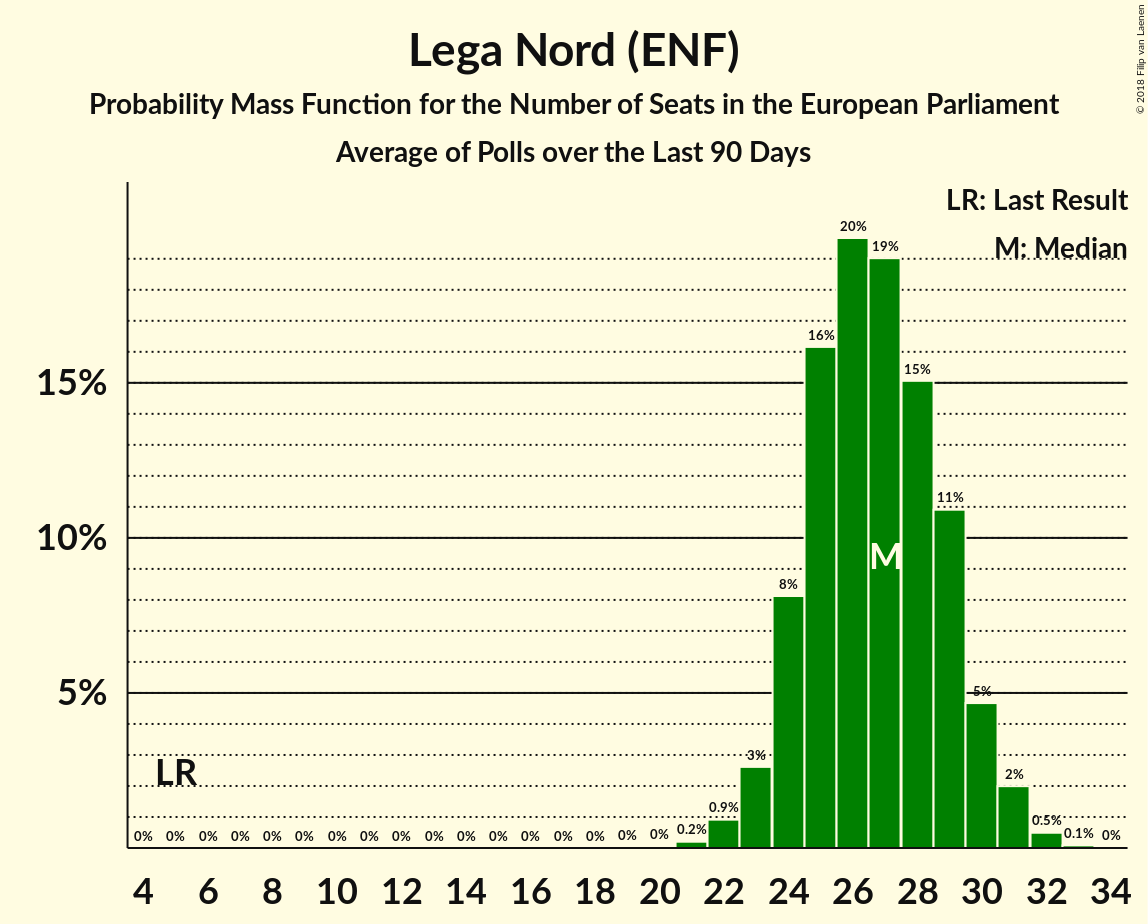 Lega Nord (ENF)
Probability Mass Function for the Number of Seats in the European Parliament
Average of Polls over the Last 90 Days
© 2018 Filip van Laenen
LR: Last Result
M: Median
20%
19%
16%
15%
15%
11%
10%
M
8%
5%
5%
3%
LR
2%
0% 0% 0% 0% 0% 0% 0% 0% 0% 0% 0% 0% 0% 0% 0% 0% 0% 0.2% 0.9% 0.5% 0.1% 0%
4 6 8 10 12 14 16 18 20 22 24 26 28 30 32 34